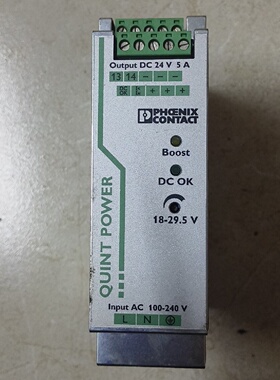 Output DC 24 V 5 A
13 14 − − −
+ + +
PHŒNIX
CONTACT
Boost
DC OK
18-29.5 V
QUINT POWER
Input AC 100-240 V
L N